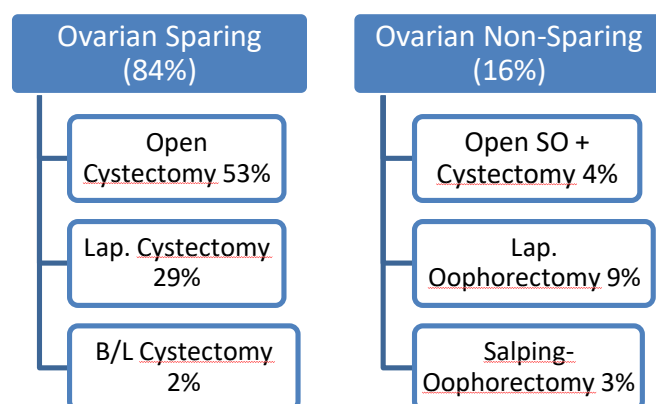 Ovarian Sparing
(84%)
Open
Cystectomy 53%
Lap. Cystectomy
29%
B/L Cystectomy
2%
Ovarian Non-Sparing
(16%)
Open SO +
Cystectomy 4%
Lap.
Oophorectomy 9%
Salping-
Oophorectomy 3%